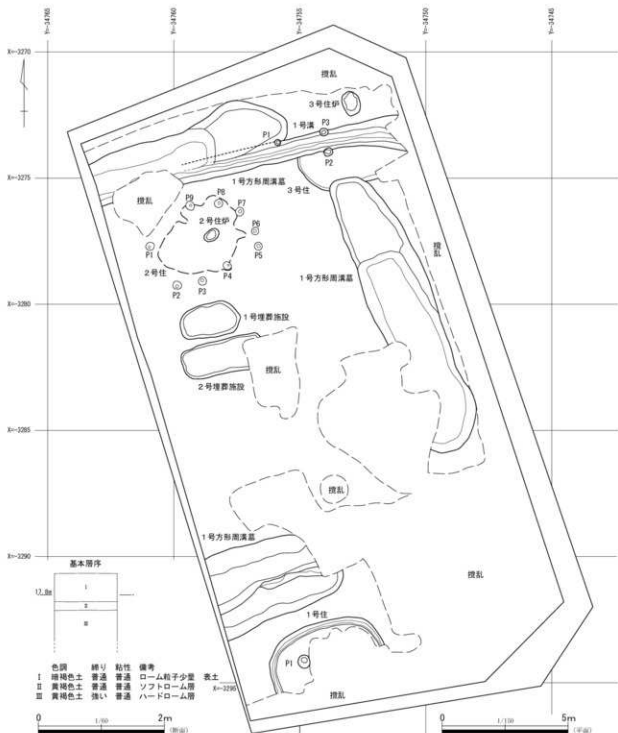 Y=-34765
Y=-34760
Y=-34755
Y=-34750
Y=-34745
X=-3270
撹乱
3号住炉
1号溝
P3
P1
P2
X=-3275
1号方形周溝墓
3号住
撹乱
P9
P8
P7
2号住炉
P6
P5
P1
撹乱
2号住
P4
P2
P3
1号方形周溝墓
X=-3280
1号埋葬施設
撹乱
2号埋葬施設
X=-3285
撹乱
1号方形周溝墓
X=-3290
基本層序
撹乱
Ⅰ
Ⅱ
Ⅲ
1号住
P1
色調 締り 粘性 備考
Ⅰ 暗褐色土 普通 普通 ローム粒子少量 表土
Ⅱ 黄褐色土 普通 普通 ソフトローム層
X=-3295
Ⅲ 黄褐色土 強い 普通 ハードローム層
撹乱
0 1/60 2m
(断面)
0 1/150 5m
(平面)